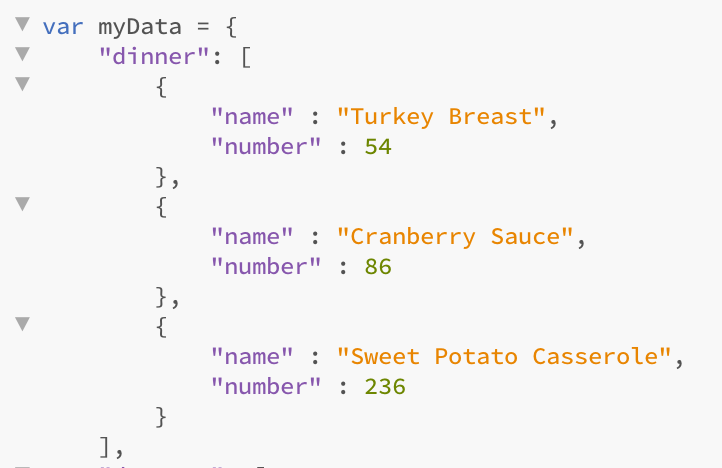 var myData = {
"dinner": [
{
"name" : "Turkey Breast",
"number" : 54
},
{
"name" : "Cranberry Sauce",
"number" : 86
},
{
"name" : "Sweet Potato Casserole",
"number" : 236
}
],